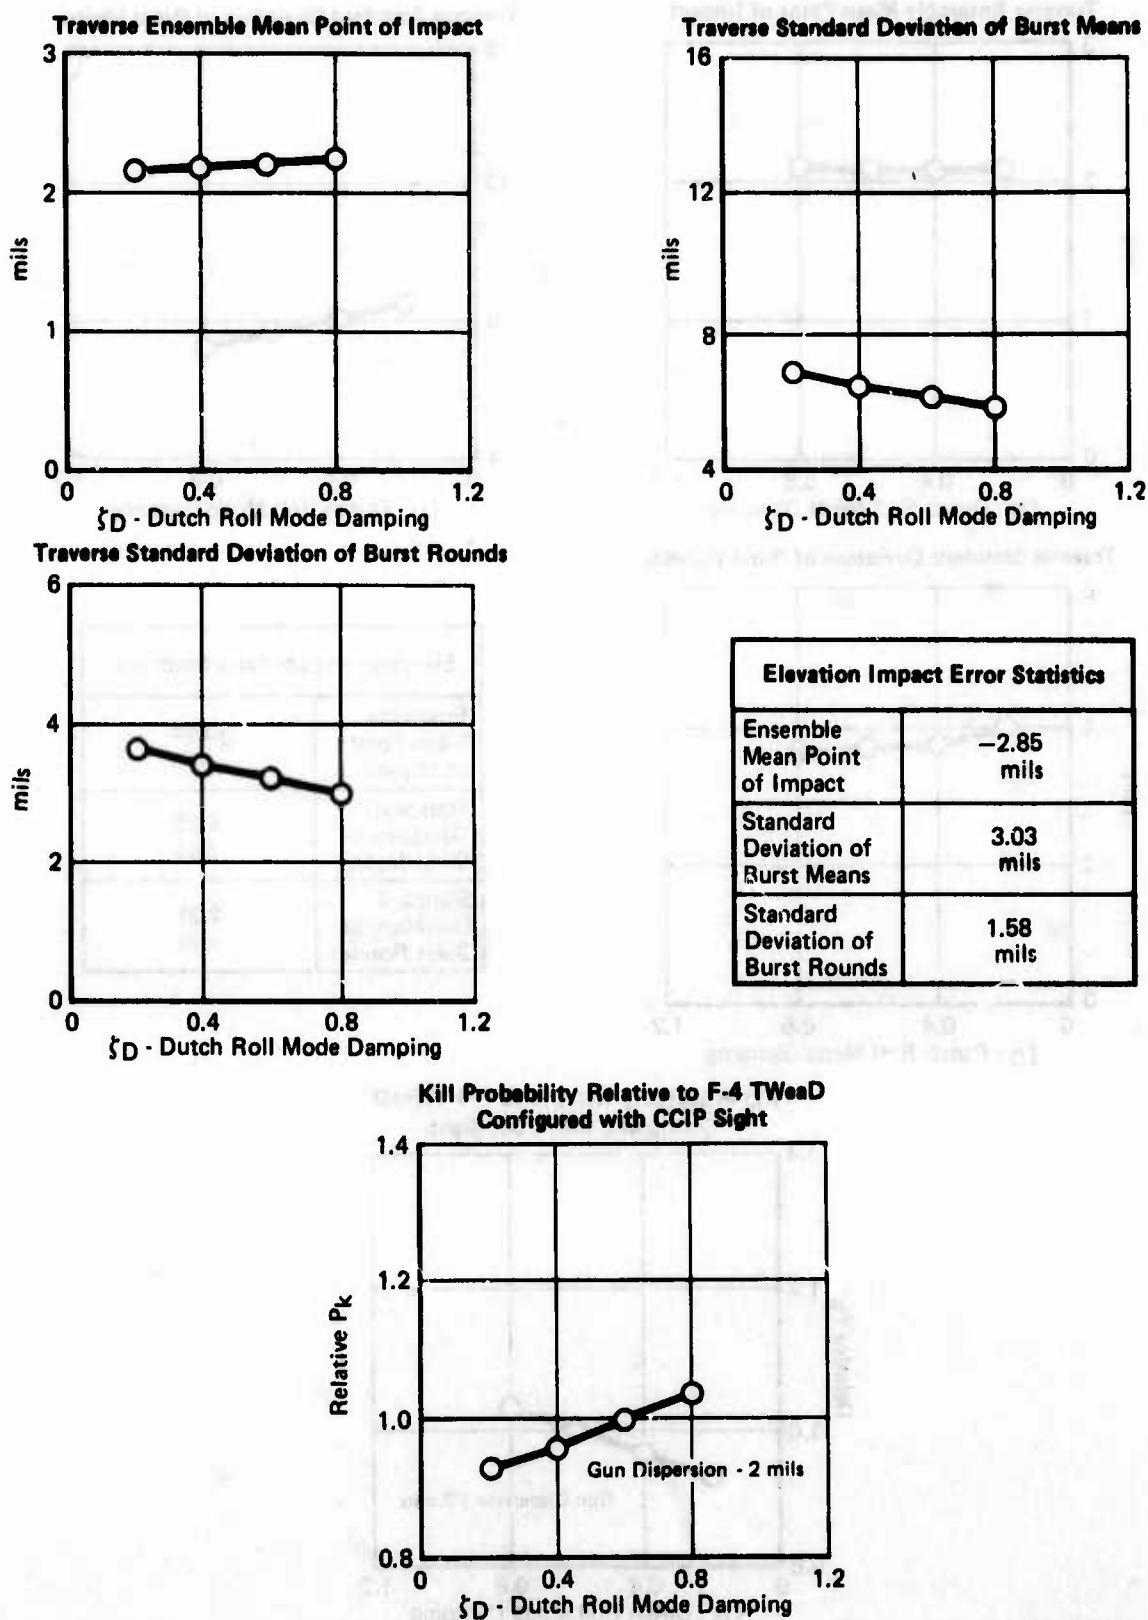 Traverse Ensemble Mean Point of Impact
3
2
1
0
mils
0 0.4 0.8 1.2
ζD - Dutch Roll Mode Damping
Traverse Standard Deviation of Burst Means
16
12
8
4
mils
0 0.4 0.8 1.2
ζD - Dutch Roll Mode Damping
Traverse Standard Deviation of Burst Rounds
6
4
2
0
mils
0 0.4 0.8 1.2
ζD - Dutch Roll Mode Damping
Elevation Impact Error Statistics
Ensemble
Mean Point
of Impact
−2.85
mils
Standard
Deviation of
Burst Means
3.03
mils
Standard
Deviation of
Burst Rounds
1.58
mils
Kill Probability Relative to F-4 TWeaD
Configured with CCIP Sight
1.4
1.2
1.0
0.8
Relative Pk
Gun Dispersion - 2 mils
0 0.4 0.8 1.2
ζD - Dutch Roll Mode Damping